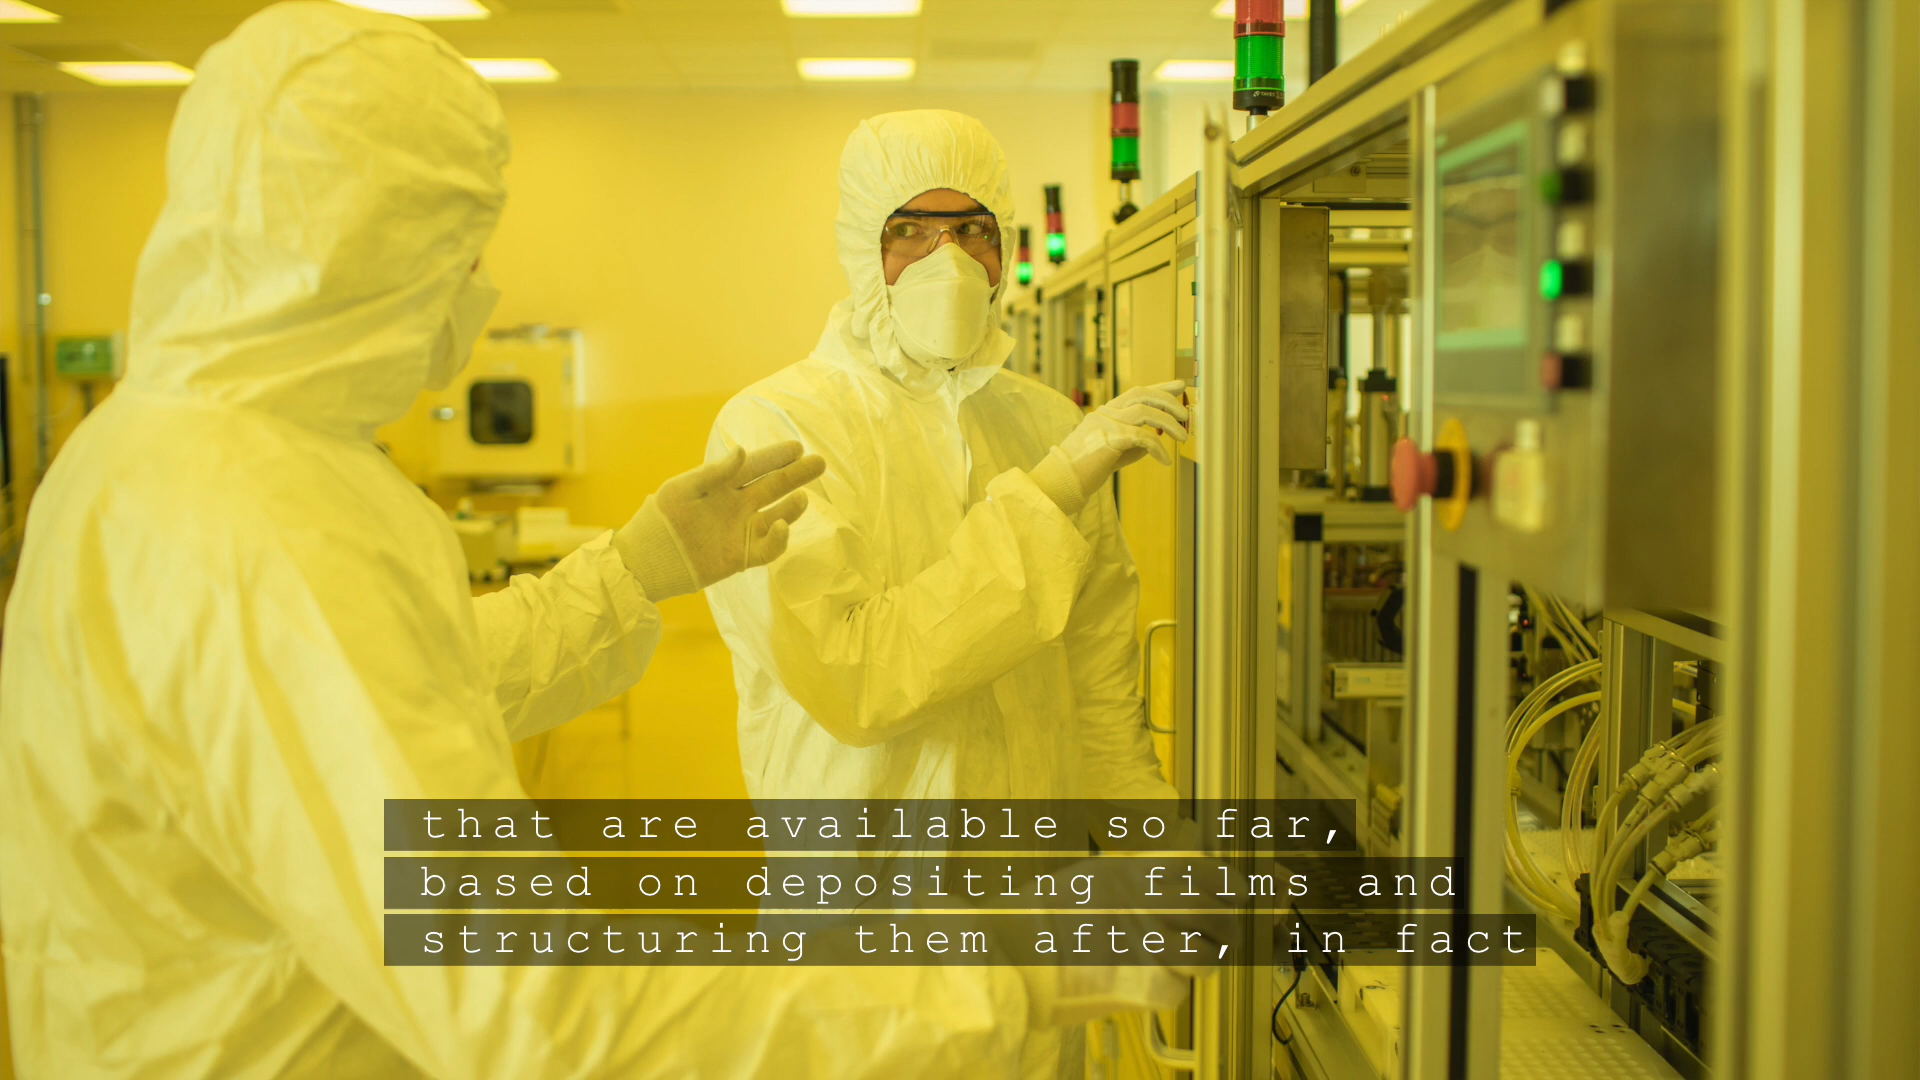 that are available so far,
based on depositing films and
structuring them after, in fact